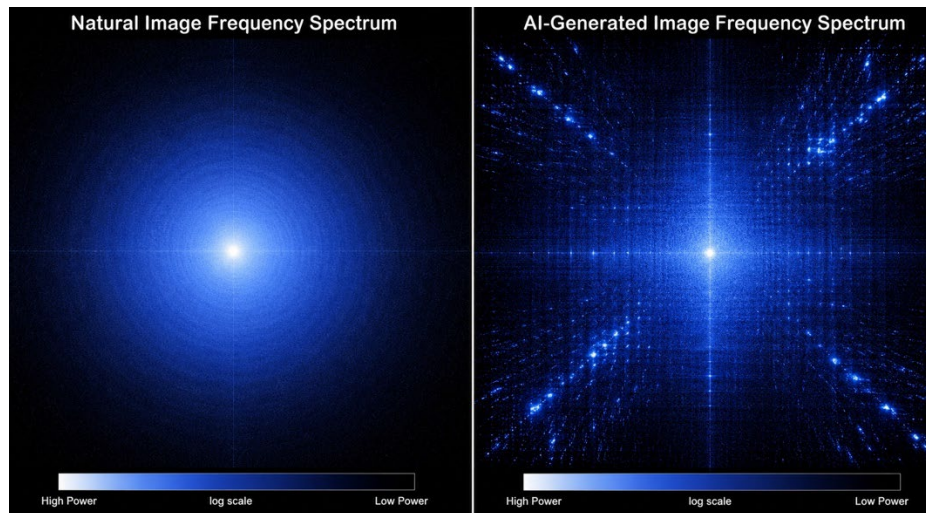 Natural Image Frequency Spectrum
AI-Generated Image Frequency Spectrum
High Power log scale Low Power
High Power log scale Low Power